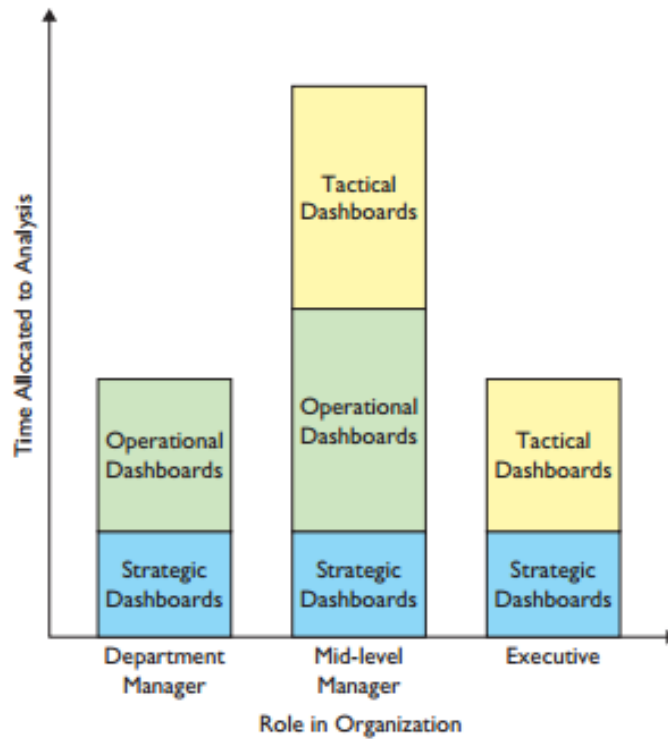 Time Allocated to Analysis
Tactical
Dashboards
Operational
Dashboards
Operational
Dashboards
Tactical
Dashboards
Strategic
Dashboards
Strategic
Dashboards
Strategic
Dashboards
Department
Manager
Mid-level
Manager
Executive
Role in Organization